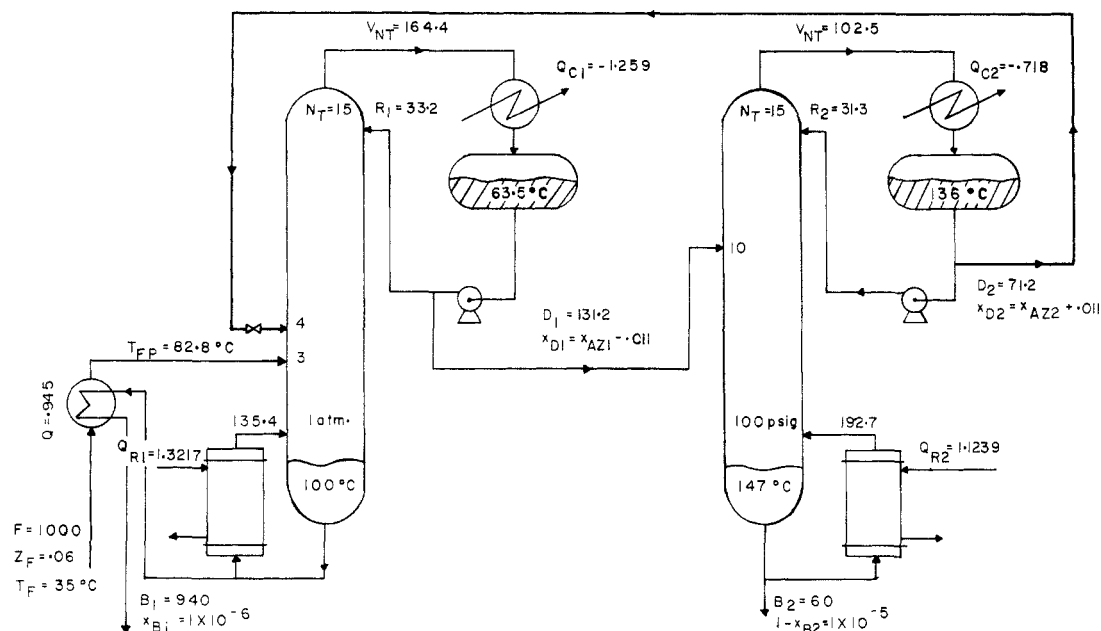 V_NT = 164.4
V_NT = 102.5
Q_C1 = -1.259
Q_C2 = -.718
N_T = 15
R_1 = 33.2
N_T = 15
R_2 = 31.3
63.5 °C
136 °C
10
D_2 = 71.2
x_D2 = x_AZ2 + .011
D_1 = 131.2
x_D1 = x_AZ1 - .011
4
T_FP = 82.8 °C
3
Q = .945
135.4
1 atm.
100 psig
192.7
Q_R1 = 1.3217
Q_R2 = 1.1239
100 °C
147 °C
F = 1000
Z_F = .06
T_F = 35 °C
B_1 = 940
x_B1 = 1 X 10^-6
B_2 = 60
1 - x_B2 = 1 X 10^-5